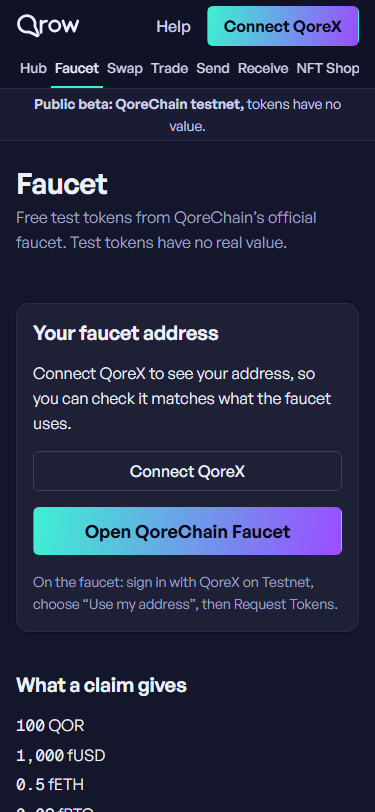 Qrow
Help
Connect QoreX
Hub Faucet Swap Trade Send Receive NFT Shop
Public beta: QoreChain testnet, tokens have no
value.
Faucet
Free test tokens from QoreChain’s official
faucet. Test tokens have no real value.
Your faucet address
Connect QoreX to see your address, so
you can check it matches what the faucet
uses.
Connect QoreX
Open QoreChain Faucet
On the faucet: sign in with QoreX on Testnet,
choose “Use my address”, then Request Tokens.
What a claim gives
100 QOR
1,000 fUSD
0.5 fETH